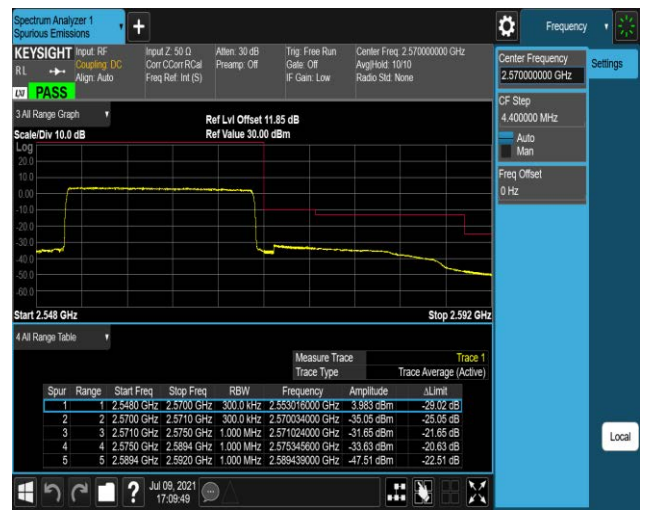 Spectrum Analyzer 1
Spurious Emissions
Frequency
KEYSIGHT Input: RF Input Z: 50 Ω Atten: 30 dB Trig: Free Run Center Freq: 2.570000000 GHz
RL Coupling: DC Corr CCorr RCal Preamp: Off Gate: Off Avg|Hold: 10/10
Align: Auto Freq Ref: Int (S) IF Gain: Low Radio Std: None
LXI PASS
3 All Range Graph
Ref Lvl Offset 11.85 dB
Scale/Div 10.0 dB Ref Value 30.00 dBm
Log
20.0
10.0
0.00
-10.0
-20.0
-30.0
-40.0
-50.0
-60.0
Start 2.548 GHz Stop 2.592 GHz
4 All Range Table
Measure Trace Trace 1
Trace Type Trace Average (Active)
Spur Range Start Freq Stop Freq RBW Frequency Amplitude ΔLimit
1 1 2.5480 GHz 2.5700 GHz 300.0 kHz 2.553016000 GHz 3.983 dBm -29.02 dB
2 2 2.5700 GHz 2.5710 GHz 300.0 kHz 2.570034000 GHz -35.05 dBm -25.05 dB
3 3 2.5710 GHz 2.5750 GHz 1.000 MHz 2.571024000 GHz -31.65 dBm -21.65 dB
4 4 2.5750 GHz 2.5894 GHz 1.000 MHz 2.575345600 GHz -33.63 dBm -20.63 dB
5 5 2.5894 GHz 2.5920 GHz 1.000 MHz 2.589439000 GHz -47.51 dBm -22.51 dB
Center Frequency
2.570000000 GHz
Settings
CF Step
4.400000 MHz
Auto
Man
Freq Offset
0 Hz
Local
? Jul 09, 2021
17:09:49